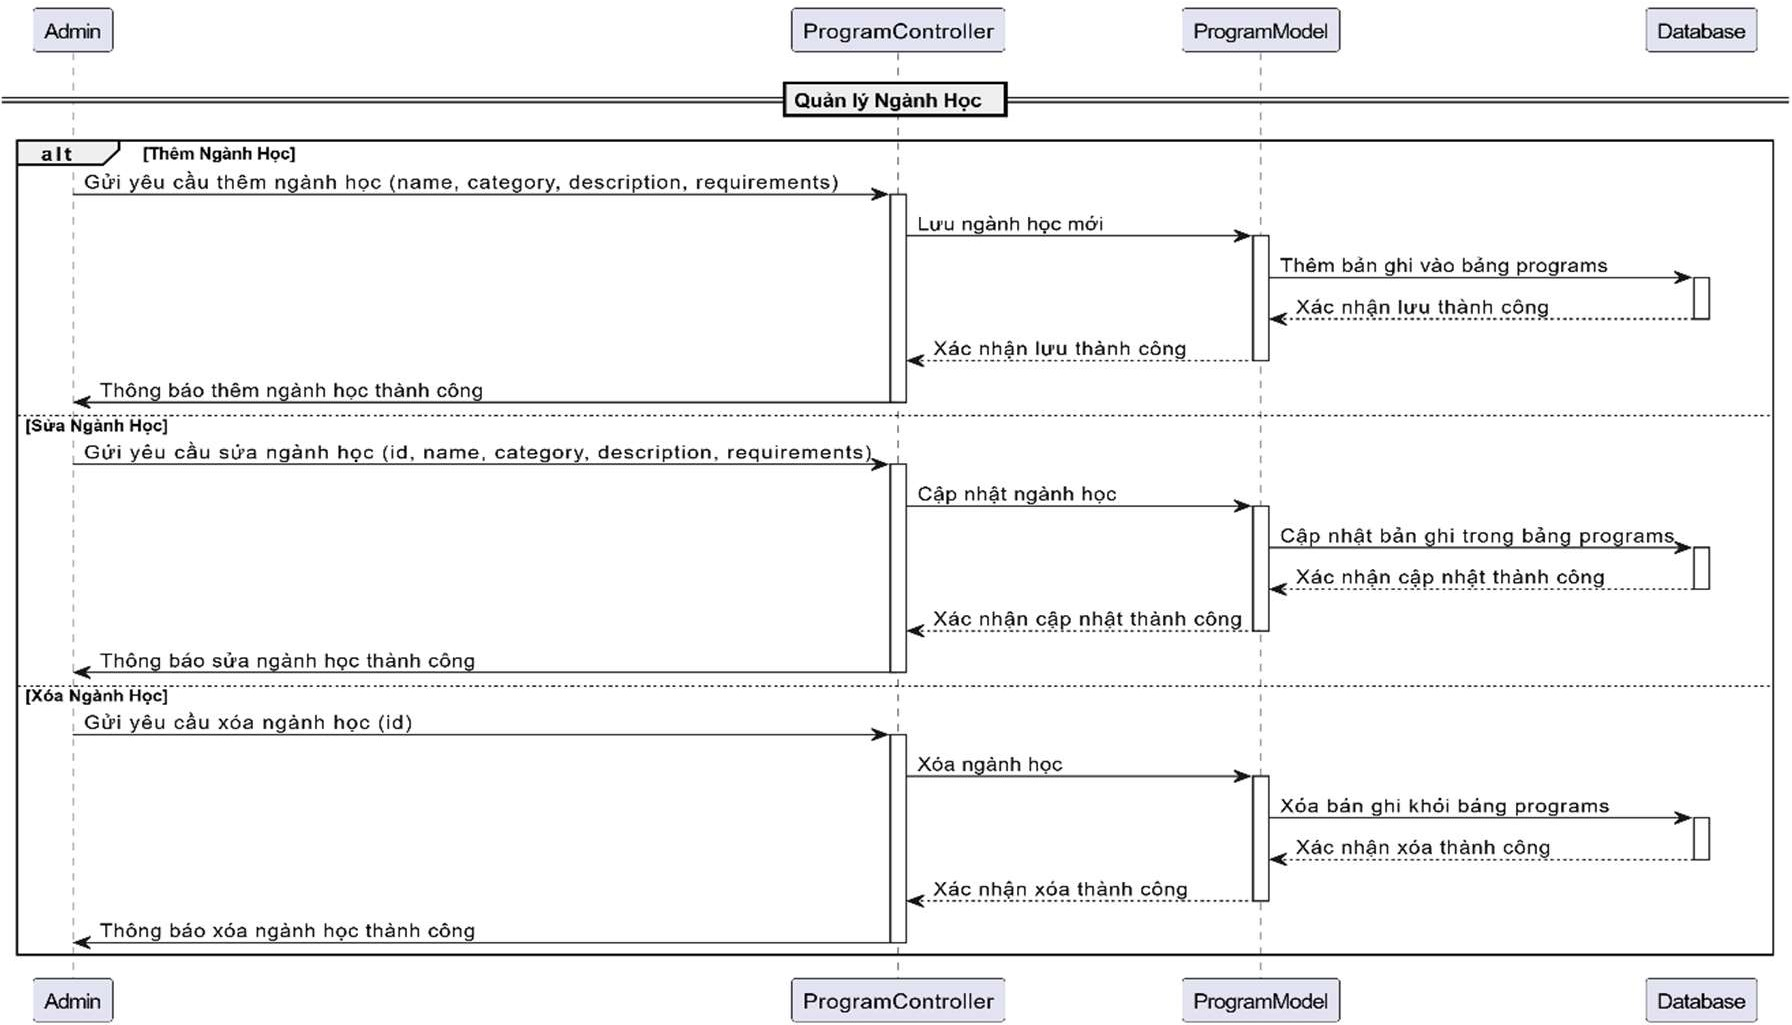 Admin
ProgramController
ProgramModel
Database
Quản lý Ngành Học
alt
[Thêm Ngành Học]
Gửi yêu cầu thêm ngành học (name, category, description, requirements)
Lưu ngành học mới
Thêm bản ghi vào bảng programs
Xác nhận lưu thành công
Xác nhận lưu thành công
Thông báo thêm ngành học thành công
[Sửa Ngành Học]
Gửi yêu cầu sửa ngành học (id, name, category, description, requirements)
Cập nhật ngành học
Cập nhật bản ghi trong bảng programs
Xác nhận cập nhật thành công
Xác nhận cập nhật thành công
Thông báo sửa ngành học thành công
[Xóa Ngành Học]
Gửi yêu cầu xóa ngành học (id)
Xóa ngành học
Xóa bản ghi khỏi bảng programs
Xác nhận xóa thành công
Xác nhận xóa thành công
Thông báo xóa ngành học thành công
Admin
ProgramController
ProgramModel
Database